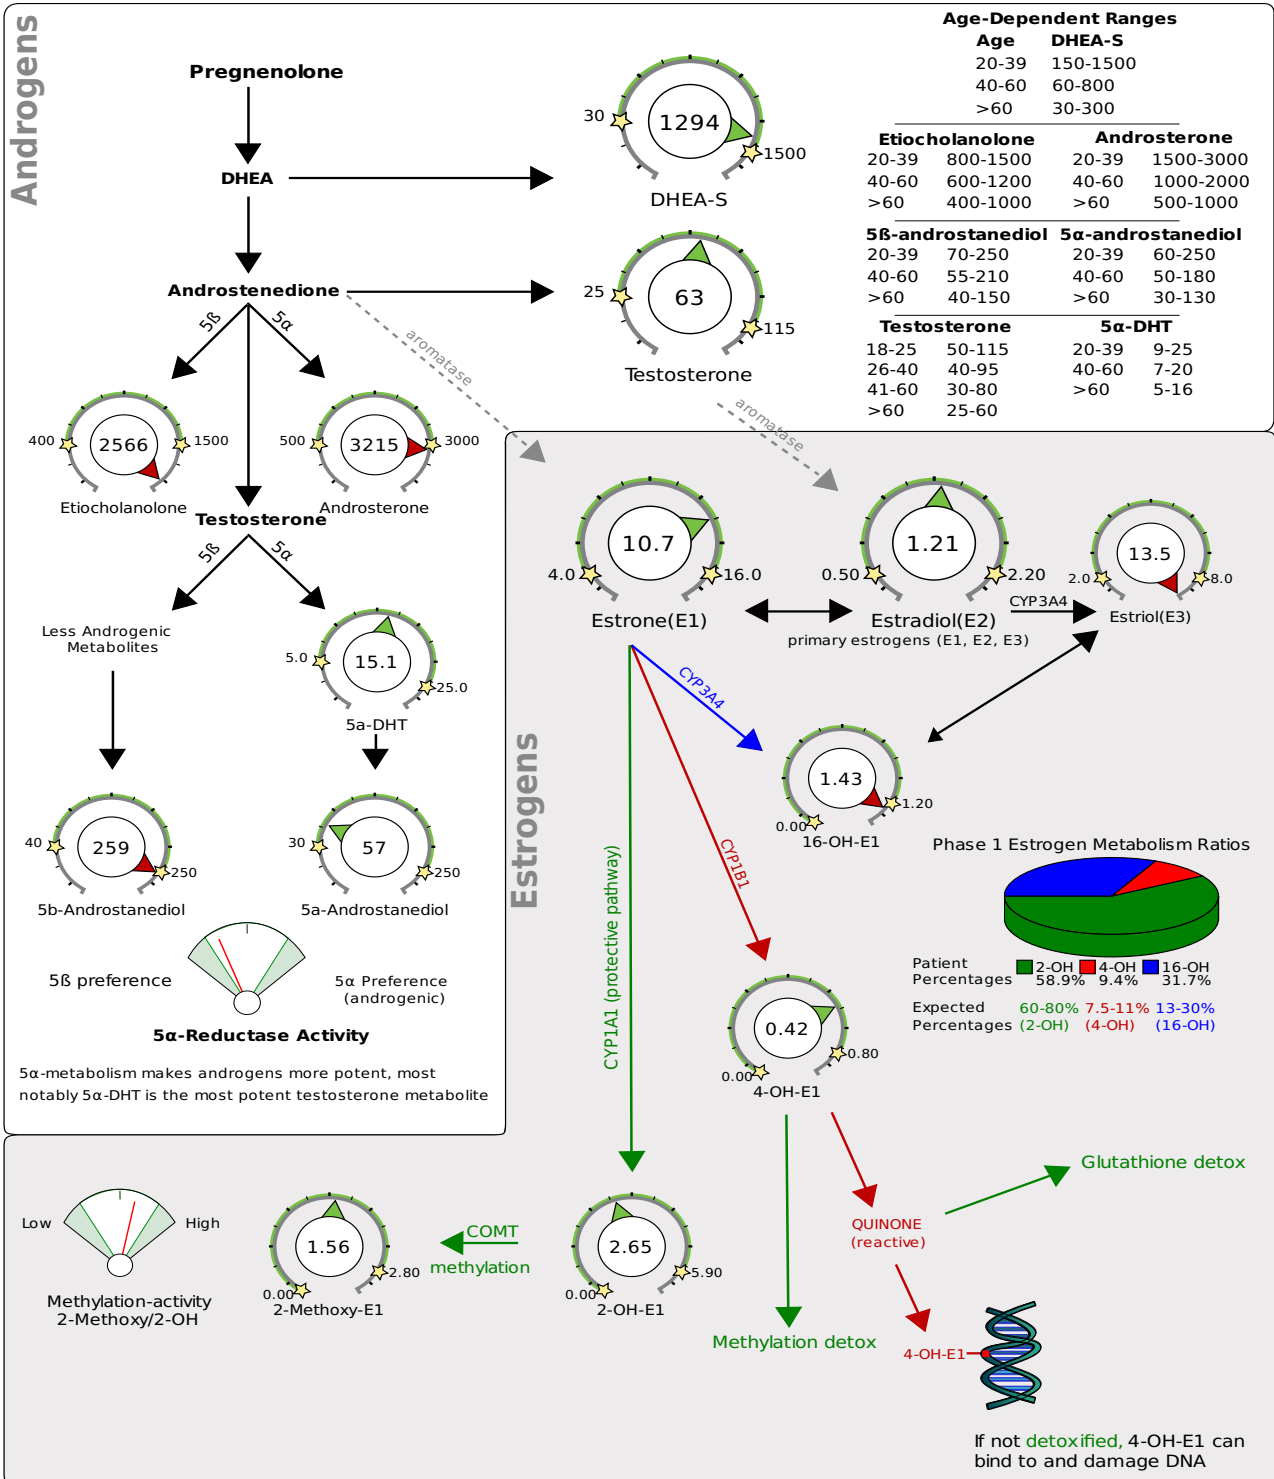 Androgens
Pregnenolone
DHEA
Androstenedione
5ß
5α
aromatase
30
1294
1500
DHEA-S
25
63
115
Testosterone
aromatase
Age-Dependent Ranges
Age DHEA-S
20-39 150-1500
40-60 60-800
>60 30-300
Etiocholanolone Androsterone
20-39 800-1500 20-39 1500-3000
40-60 600-1200 40-60 1000-2000
>60 400-1000 >60 500-1000
5ß-androstanediol 5α-androstanediol
20-39 70-250 20-39 60-250
40-60 55-210 40-60 50-180
>60 40-150 >60 30-130
Testosterone 5α-DHT
18-25 50-115 20-39 9-25
26-40 40-95 40-60 7-20
41-60 30-80 >60 5-16
>60 25-60
400
2566
1500
Etiocholanolone
500
3215
3000
Androsterone
Testosterone
5ß
5α
Less Androgenic
Metabolites
5.0
15.1
25.0
5a-DHT
40
259
250
5b-Androstanediol
30
57
250
5a-Androstanediol
5ß preference
5α Preference
(androgenic)
5α-Reductase Activity
5α-metabolism makes androgens more potent, most
notably 5α-DHT is the most potent testosterone metabolite
Estrogens
4.0
10.7
16.0
Estrone(E1)
0.50
1.21
2.20
Estradiol(E2)
primary estrogens (E1, E2, E3)
CYP3A4
2.0
13.5
8.0
Estriol(E3)
CYP3A4
CYP1B1
CYP1A1 (protective pathway)
0.00
1.43
1.20
16-OH-E1
Phase 1 Estrogen Metabolism Ratios
Patient 2-OH 4-OH 16-OH
Percentages 58.9% 9.4% 31.7%
Expected 60-80% 7.5-11% 13-30%
Percentages (2-OH) (4-OH) (16-OH)
0.00
0.42
0.80
4-OH-E1
Glutathione detox
QUINONE
(reactive)
Methylation detox
4-OH-E1
If not detoxified, 4-OH-E1 can
bind to and damage DNA
0.00
2.65
5.90
2-OH-E1
COMT
methylation
0.00
1.56
2.80
2-Methoxy-E1
Low
High
Methylation-activity
2-Methoxy/2-OH